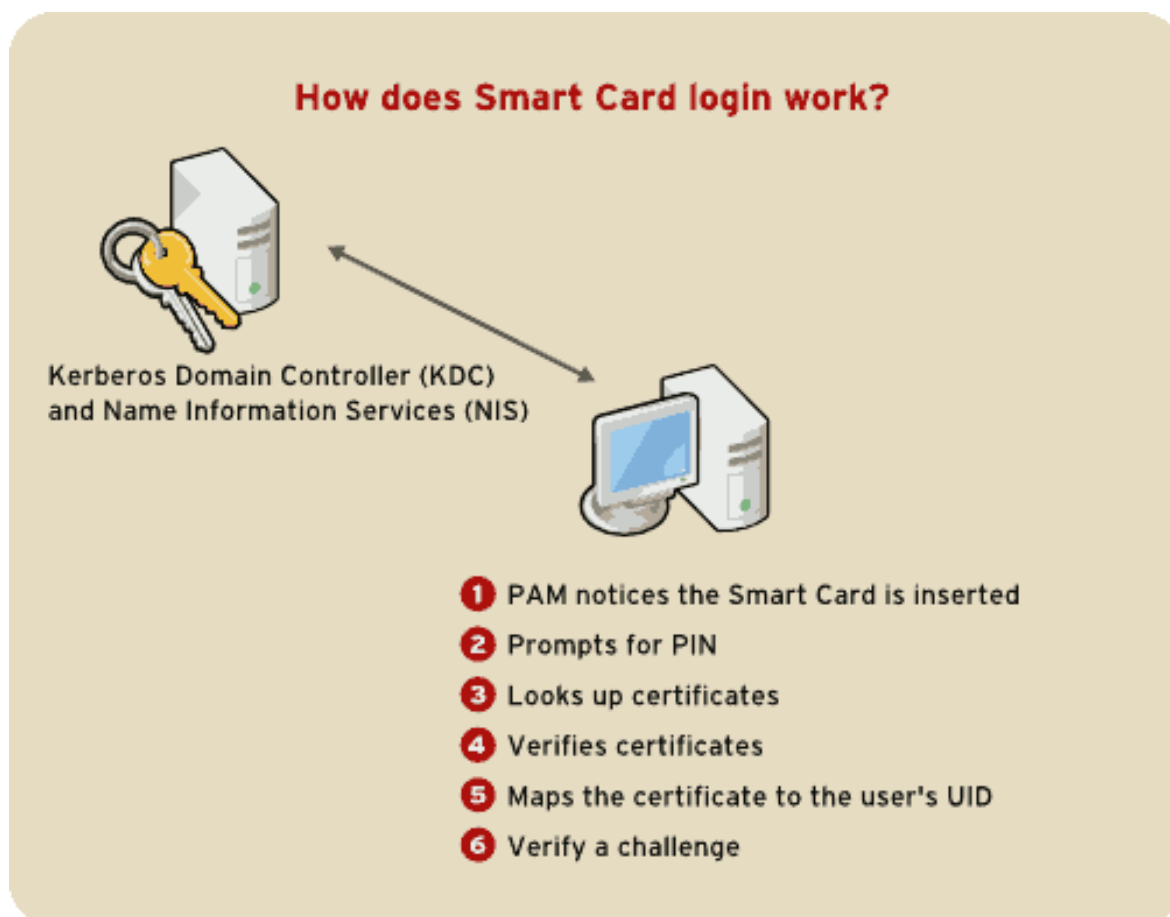 How does Smart Card login work?
Kerberos Domain Controller (KDC)
and Name Information Services (NIS)
1 PAM notices the Smart Card is inserted
2 Prompts for PIN
3 Looks up certificates
4 Verifies certificates
5 Maps the certificate to the user's UID
6 Verify a challenge